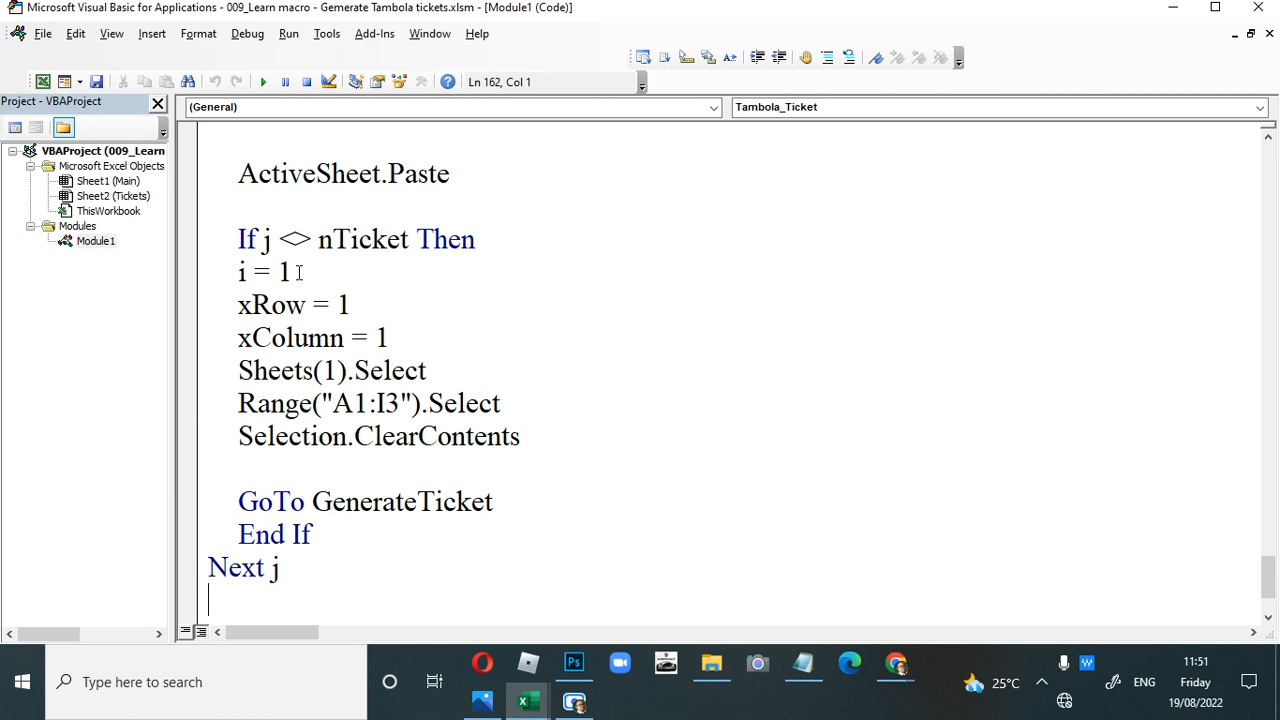 Microsoft Visual Basic for Applications - 009_Learn macro - Gemerate Tambola tickets.xlsm - [Module1 (Code)]
File Edit View Insert Format Debug Run Tools Add-Ins Window Help
Ln 162, Col 1
Project - VBAProject
(General)
Tambola_Ticket
VBAProject (009_Learn
Microsoft Excel Objects
Sheet1 (Main)
Sheet2 (Tickets)
ThisWorkbook
Modules
Module1
ActiveSheet.Paste
If j <> nTicket Then
i = 1
xRow = 1
xColumn = 1
Sheets(1).Select
Range("A1:I3").Select
Selection.ClearContents
GoTo GenerateTicket
End If
Next j
Type here to search
Ps
W
25°C
ENG
11:51
Friday
19/08/2022